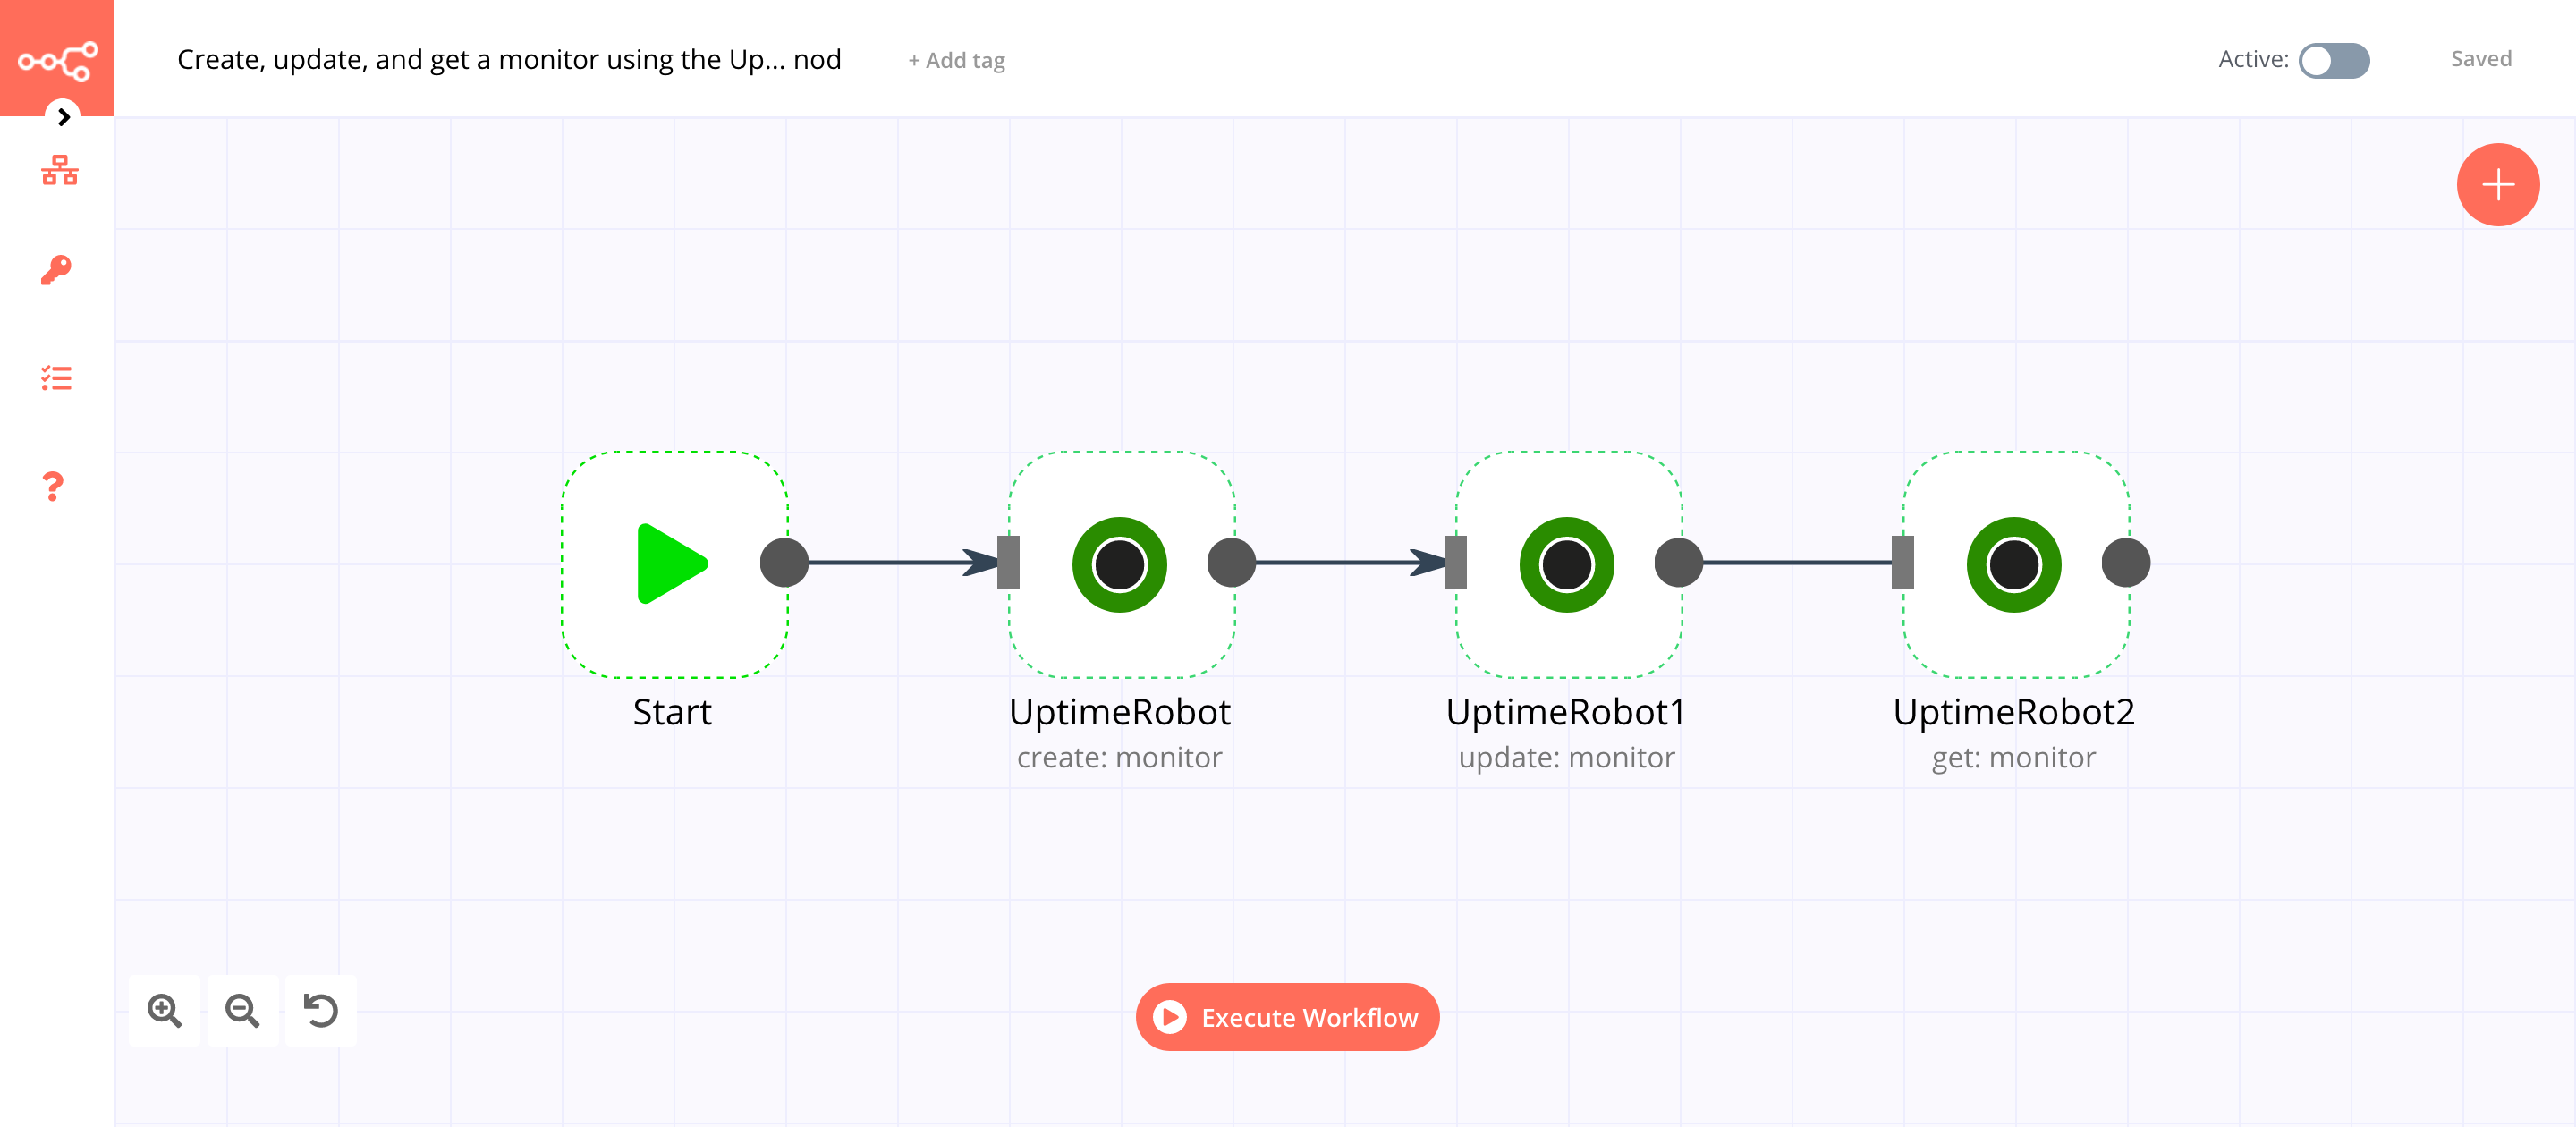 Create, update, and get a monitor using the Up... nod
+ Add tag
Active:
Saved
Start
UptimeRobot
create: monitor
UptimeRobot1
update: monitor
UptimeRobot2
get: monitor
Execute Workflow